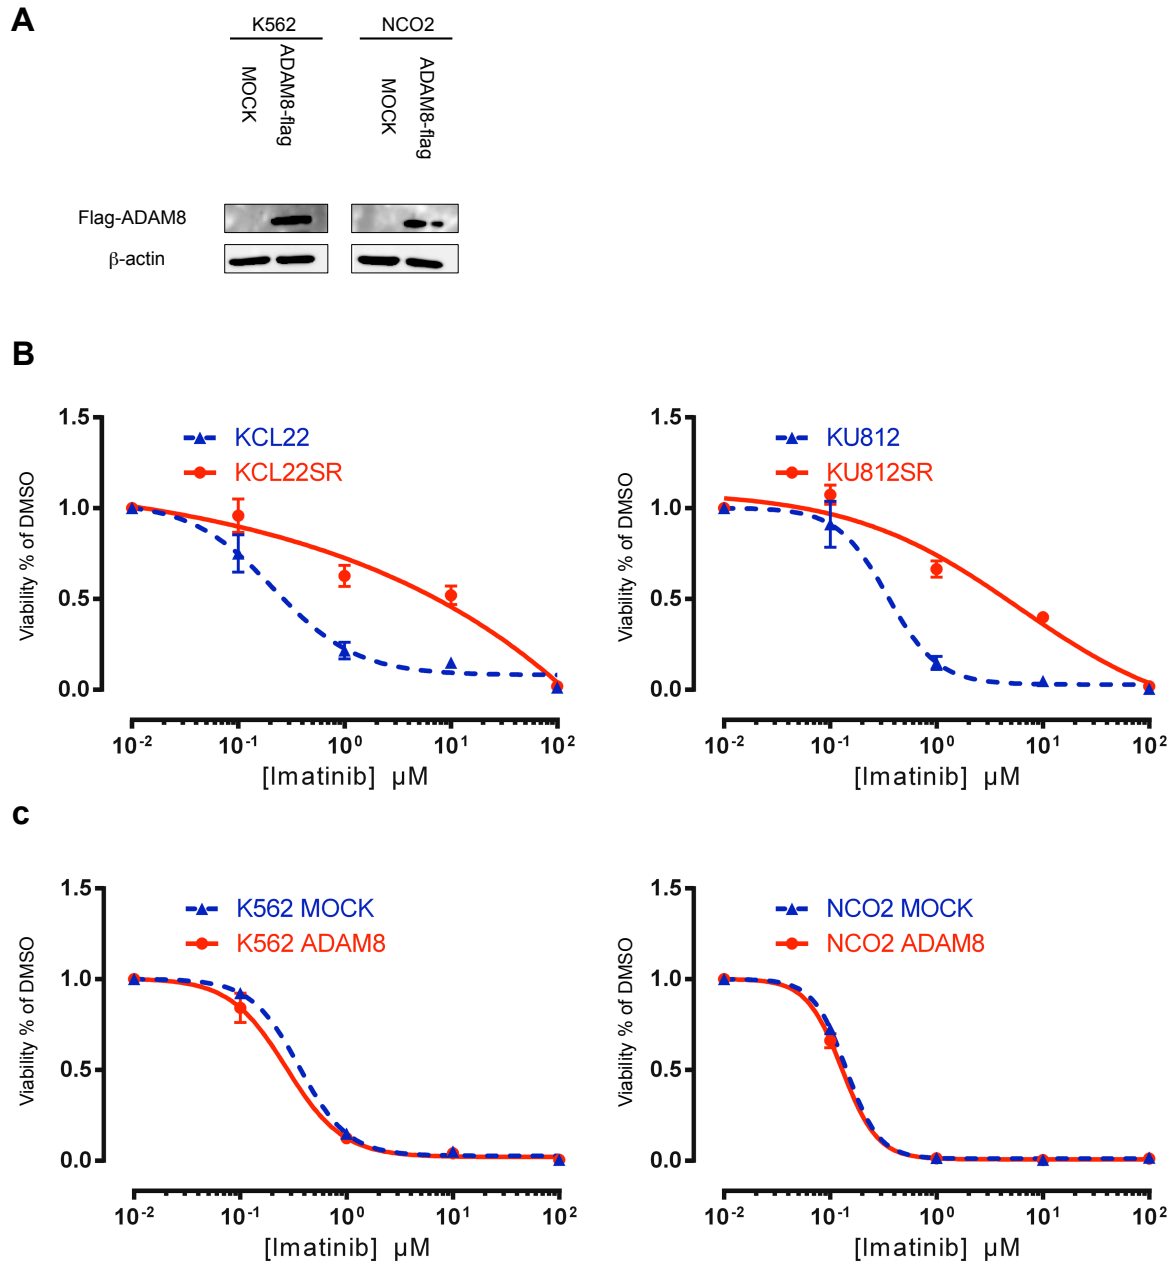 A
K562 NCO2
MOCK
ADAM8-flag
MOCK
ADAM8-flag
Flag-ADAM8
β-actin
B
1.5
1.0
0.5
0.0
Viability % of DMSO
KCL22
KCL22SR
10-2 10-1 100 101 102
[Imatinib] µM
1.5
1.0
0.5
0.0
Viability % of DMSO
KU812
KU812SR
10-2 10-1 100 101 102
[Imatinib] µM
c
1.5
1.0
0.5
0.0
Viability % of DMSO
K562 MOCK
K562 ADAM8
10-2 10-1 100 101 102
[Imatinib] µM
1.5
1.0
0.5
0.0
Viability % of DMSO
NCO2 MOCK
NCO2 ADAM8
10-2 10-1 100 101 102
[Imatinib] µM